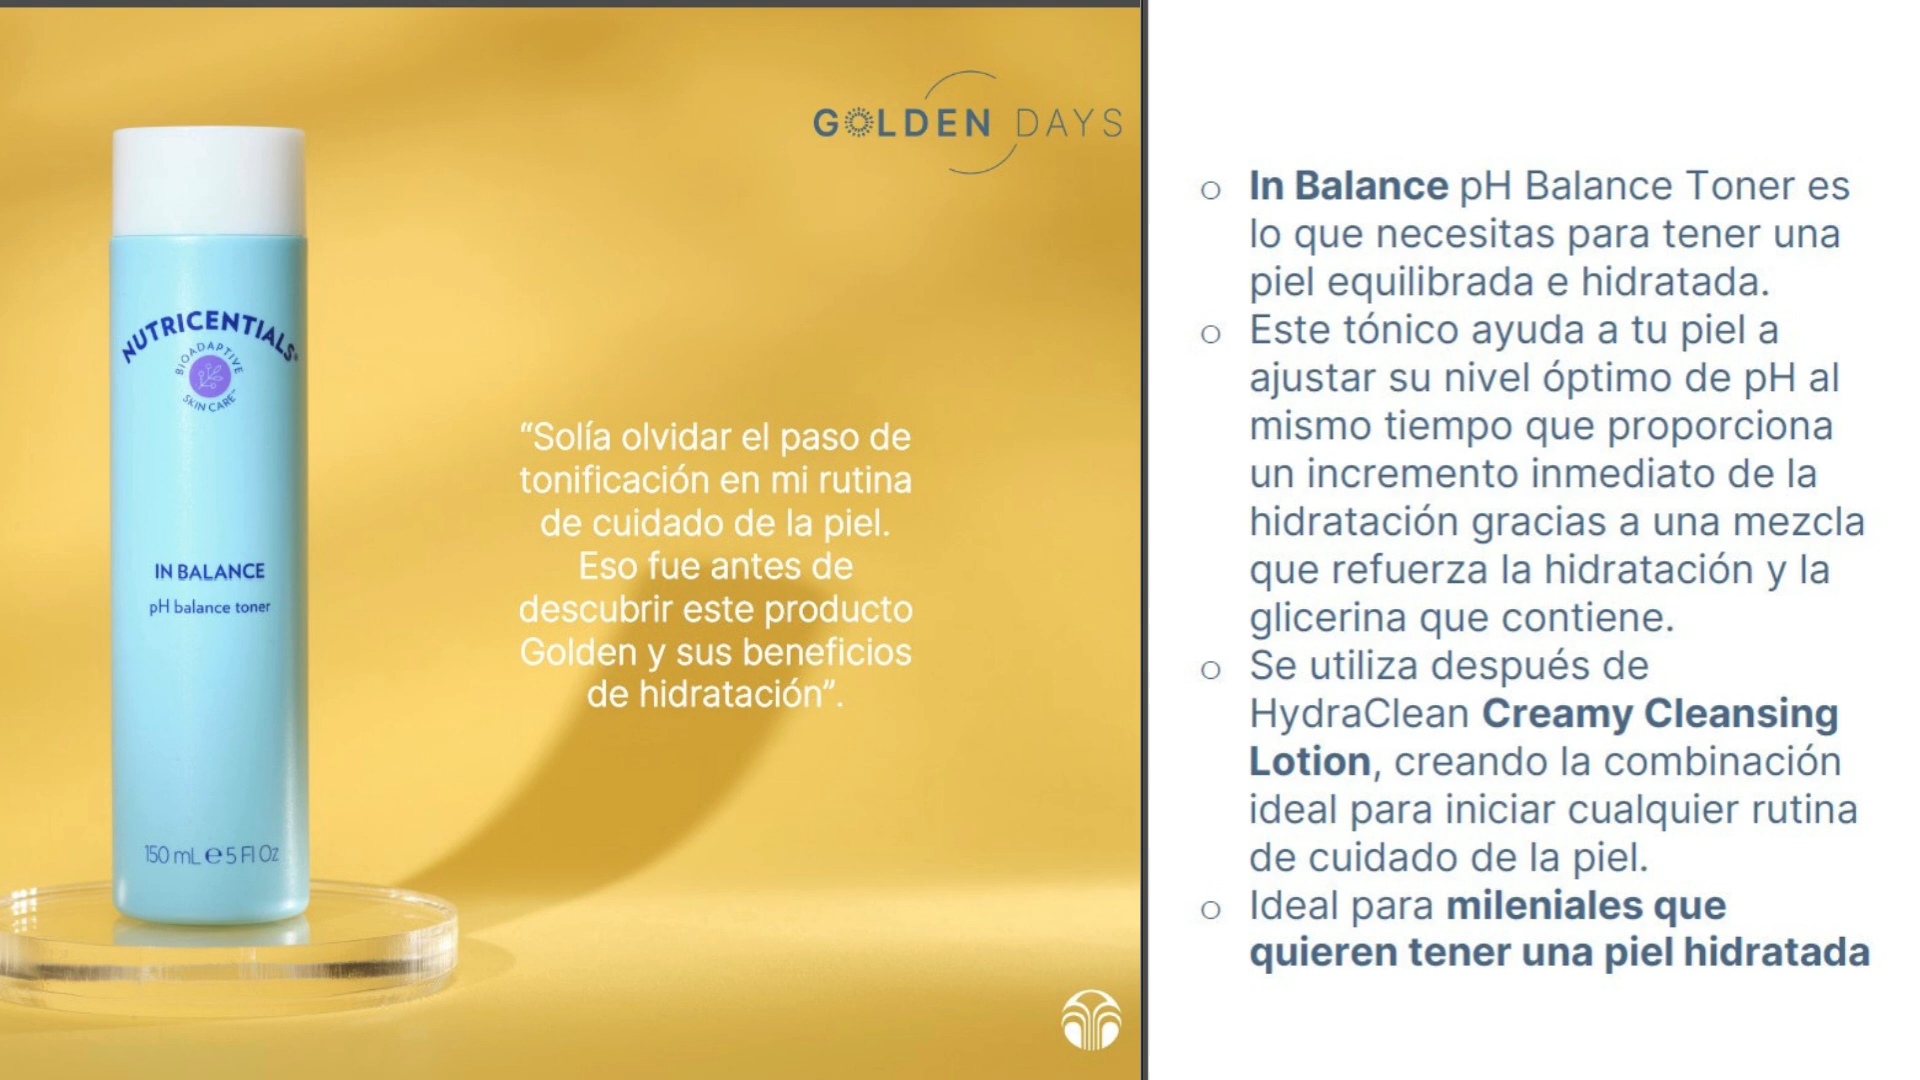 GOLDEN DAYS
NUTRICENTIALS®
BIOADAPTIVE
SKIN CARE™
IN BALANCE
pH balance toner
150 mL e 5 Fl Oz
“Solía olvidar el paso de
tonificación en mi rutina
de cuidado de la piel.
Eso fue antes de
descubrir este producto
Golden y sus beneficios
de hidratación”.
○ In Balance pH Balance Toner es
lo que necesitas para tener una
piel equilibrada e hidratada.
○ Este tónico ayuda a tu piel a
ajustar su nivel óptimo de pH al
mismo tiempo que proporciona
un incremento inmediato de la
hidratación gracias a una mezcla
que refuerza la hidratación y la
glicerina que contiene.
○ Se utiliza después de
HydraClean Creamy Cleansing
Lotion, creando la combinación
ideal para iniciar cualquier rutina
de cuidado de la piel.
○ Ideal para mileniales que
quieren tener una piel hidratada